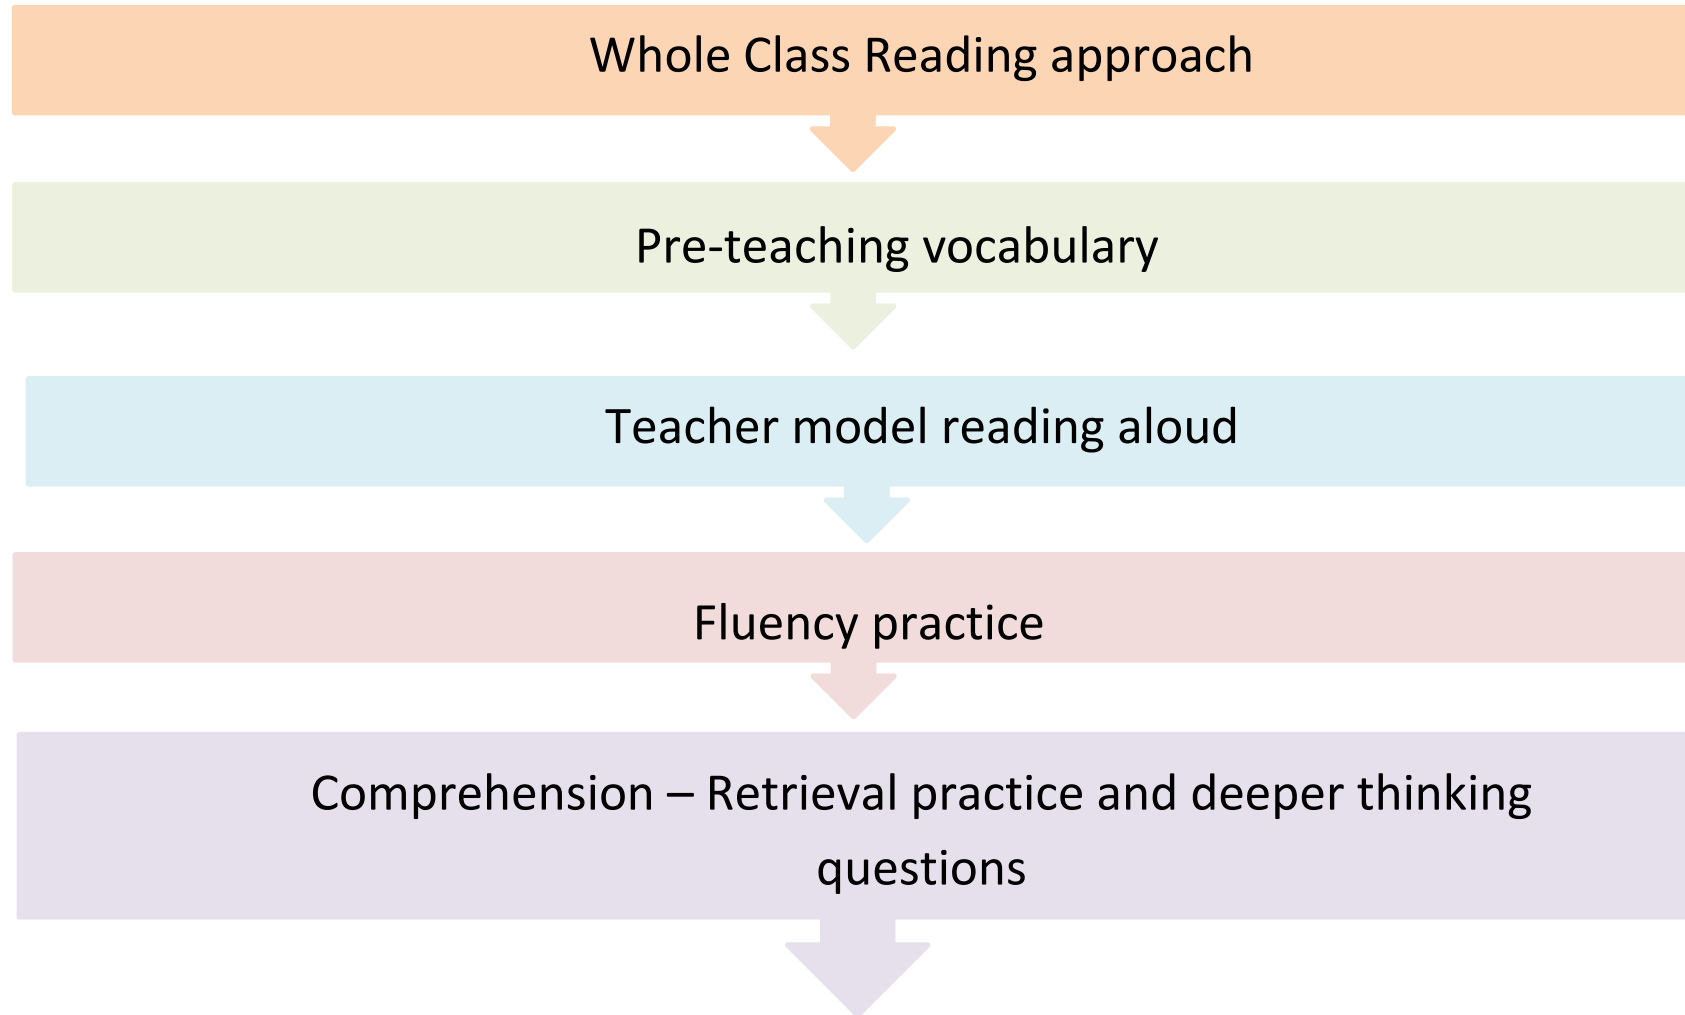 Whole Class Reading approach
Pre-teaching vocabulary
Teacher model reading aloud
Fluency practice
Comprehension – Retrieval practice and deeper thinking
questions